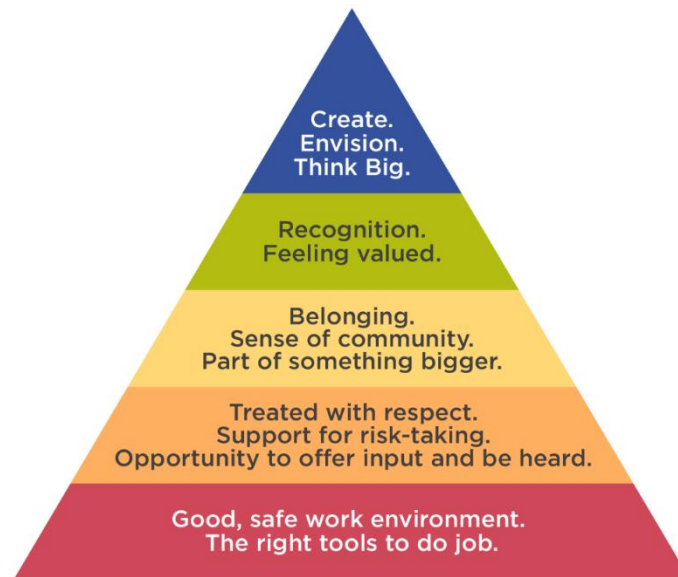 Create.
Envision.
Think Big.
Recognition.
Feeling valued.
Belonging.
Sense of community.
Part of something bigger.
Treated with respect.
Support for risk-taking.
Opportunity to offer input and be heard.
Good, safe work environment.
The right tools to do job.